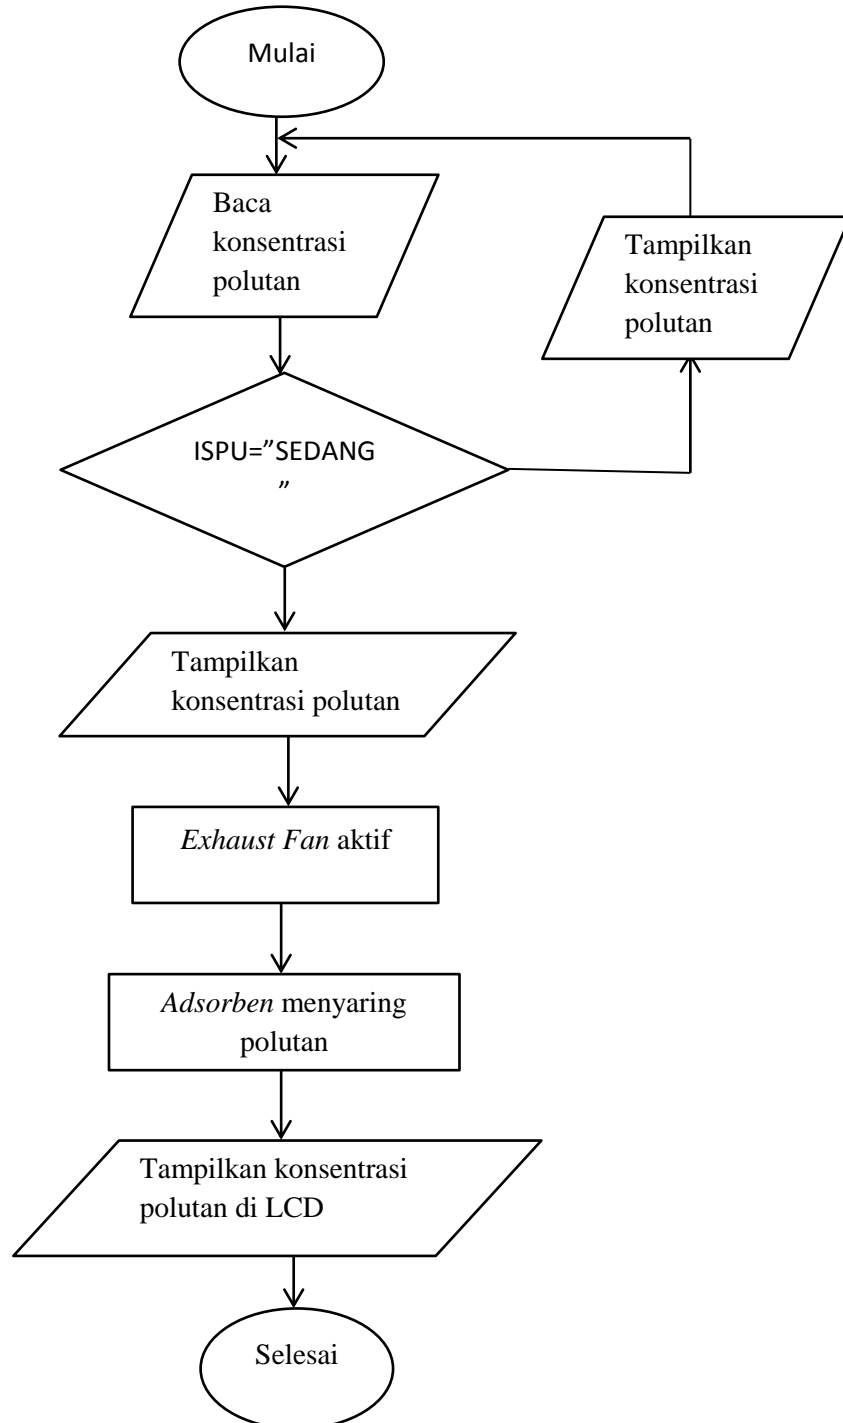 Mulai
Baca
konsentrasi
polutan
Tampilkan
konsentrasi
polutan
ISPU=”SEDANG
”
Tampilkan
konsentrasi polutan
Exhaust Fan aktif
Adsorben menyaring
polutan
Tampilkan konsentrasi
polutan di LCD
Selesai